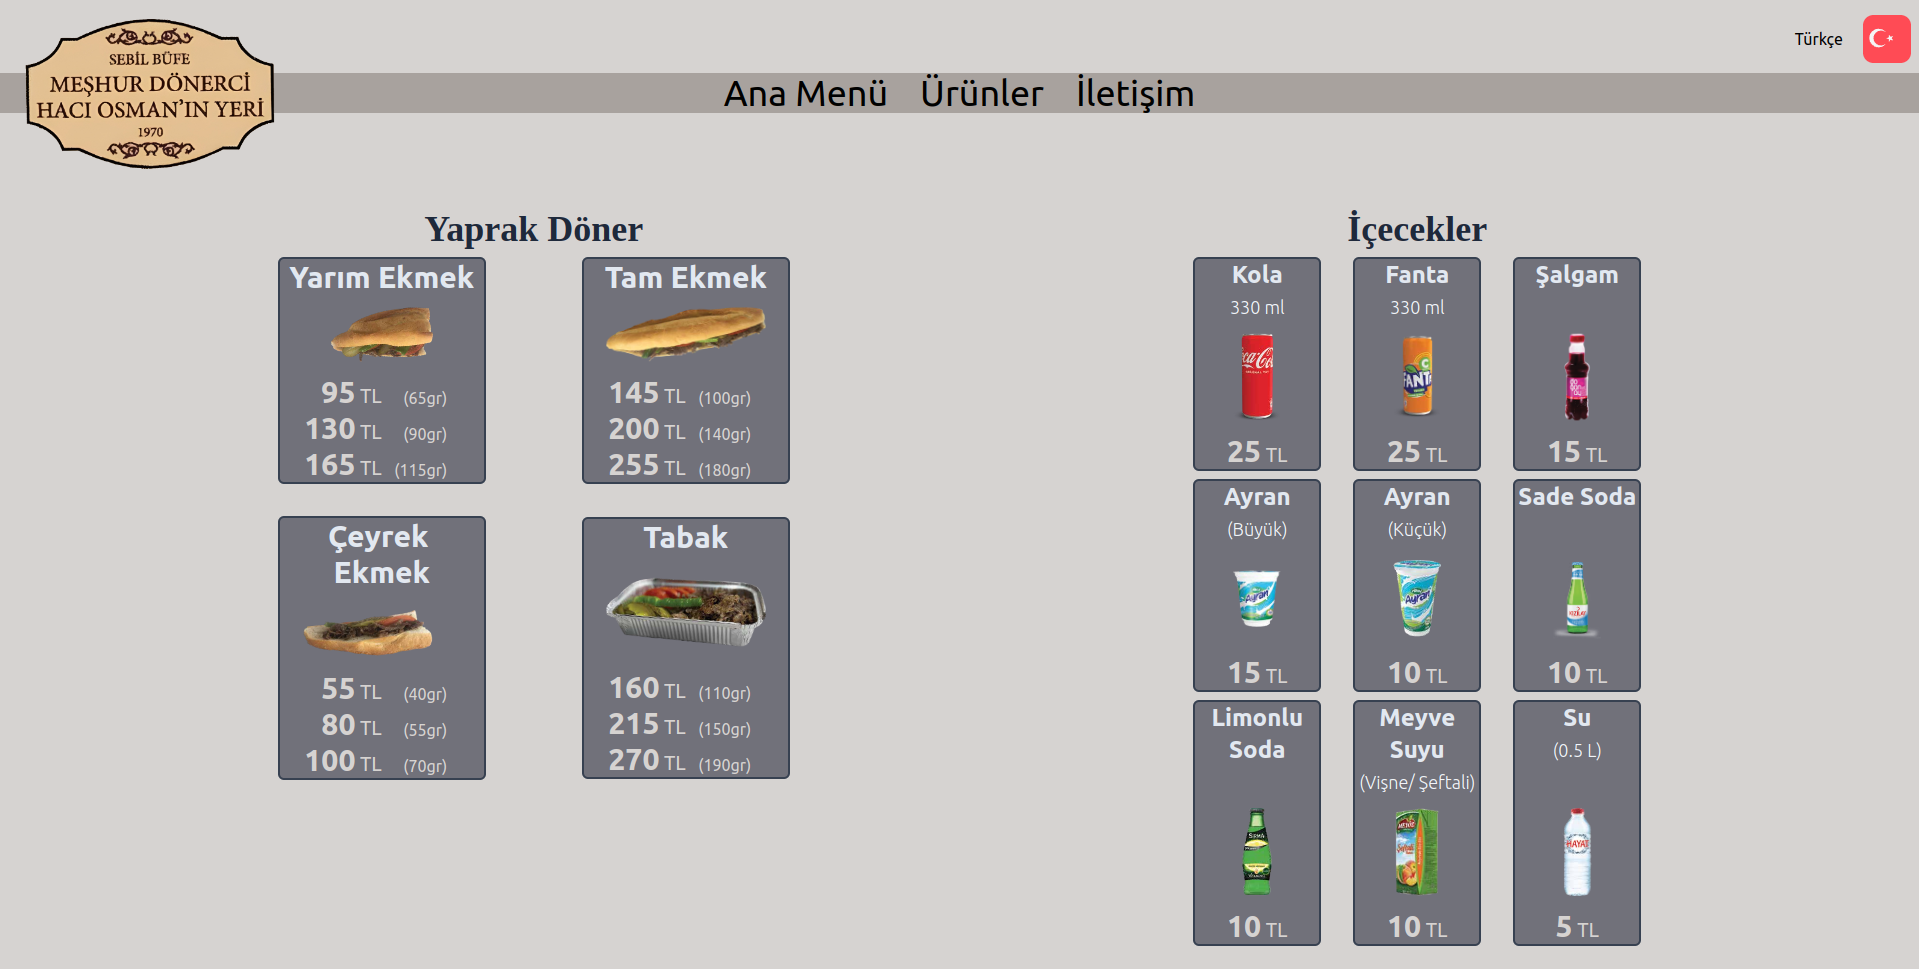 SEBİL BÜFE
MEŞHUR DÖNERCİ
HACI OSMAN'IN YERİ
1970
Türkçe
Ana Menü Ürünler İletişim
Yaprak Döner
Yarım Ekmek
95 TL (65gr)
130 TL (90gr)
165 TL (115gr)
Tam Ekmek
145 TL (100gr)
200 TL (140gr)
255 TL (180gr)
Çeyrek
Ekmek
55 TL (40gr)
80 TL (55gr)
100 TL (70gr)
Tabak
160 TL (110gr)
215 TL (150gr)
270 TL (190gr)
İçecekler
Kola
330 ml
25 TL
Fanta
330 ml
FANTA
25 TL
Şalgam
15 TL
Ayran
(Büyük)
Ayran
15 TL
Ayran
(Küçük)
Ayran
10 TL
Sade Soda
KIZILAY
10 TL
Limonlu
Soda
10 TL
Meyve
Suyu
(Vişne/ Şeftali)
10 TL
Su
(0.5 L)
HAYAT
5 TL